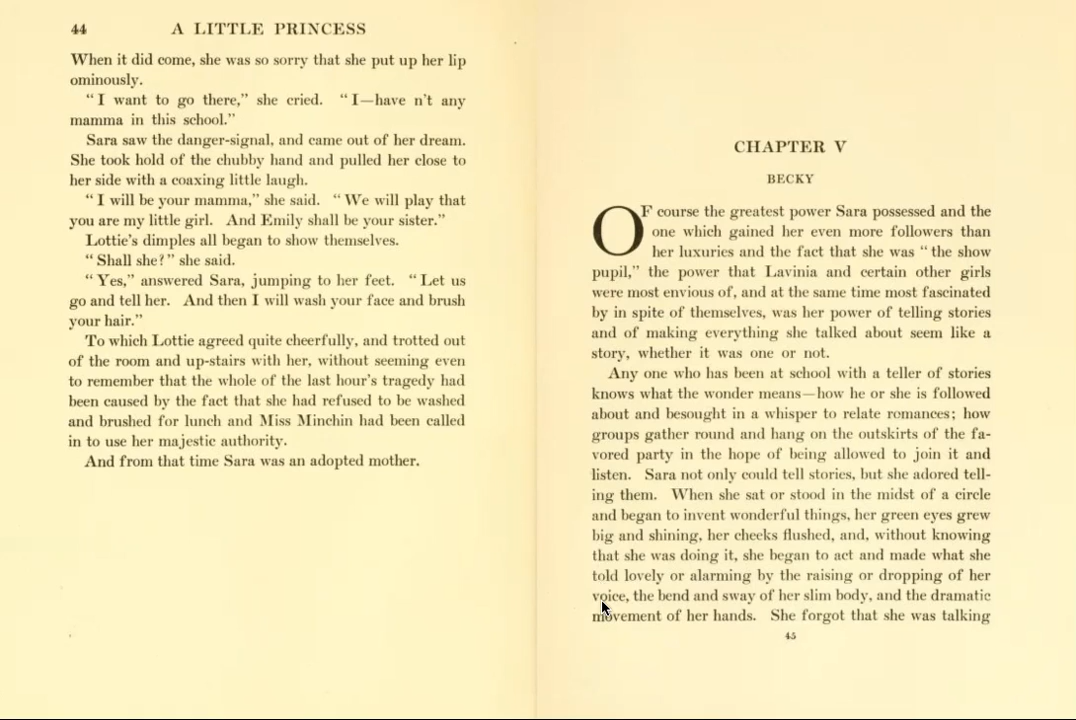 44 A LITTLE PRINCESS
When it did come, she was so sorry that she put up her lip
ominously.
“ I want to go there,” she cried. “ I—have n’t any
mamma in this school.”
Sara saw the danger-signal, and came out of her dream.
She took hold of the chubby hand and pulled her close to
her side with a coaxing little laugh.
“ I will be your mamma,” she said. “ We will play that
you are my little girl. And Emily shall be your sister.”
Lottie’s dimples all began to show themselves.
“ Shall she? ” she said.
“ Yes,” answered Sara, jumping to her feet. “ Let us
go and tell her. And then I will wash your face and brush
your hair.”
To which Lottie agreed quite cheerfully, and trotted out
of the room and up-stairs with her, without seeming even
to remember that the whole of the last hour’s tragedy had
been caused by the fact that she had refused to be washed
and brushed for lunch and Miss Minchin had been called
in to use her majestic authority.
And from that time Sara was an adopted mother.
CHAPTER V
BECKY
OF course the greatest power Sara possessed and the
one which gained her even more followers than
her luxuries and the fact that she was “ the show
pupil,” the power that Lavinia and certain other girls
were most envious of, and at the same time most fascinated
by in spite of themselves, was her power of telling stories
and of making everything she talked about seem like a
story, whether it was one or not.
Any one who has been at school with a teller of stories
knows what the wonder means—how he or she is followed
about and besought in a whisper to relate romances; how
groups gather round and hang on the outskirts of the fa-
vored party in the hope of being allowed to join it and
listen. Sara not only could tell stories, but she adored tell-
ing them. When she sat or stood in the midst of a circle
and began to invent wonderful things, her green eyes grew
big and shining, her cheeks flushed, and, without knowing
that she was doing it, she began to act and made what she
told lovely or alarming by the raising or dropping of her
voice, the bend and sway of her slim body, and the dramatic
movement of her hands. She forgot that she was talking
45